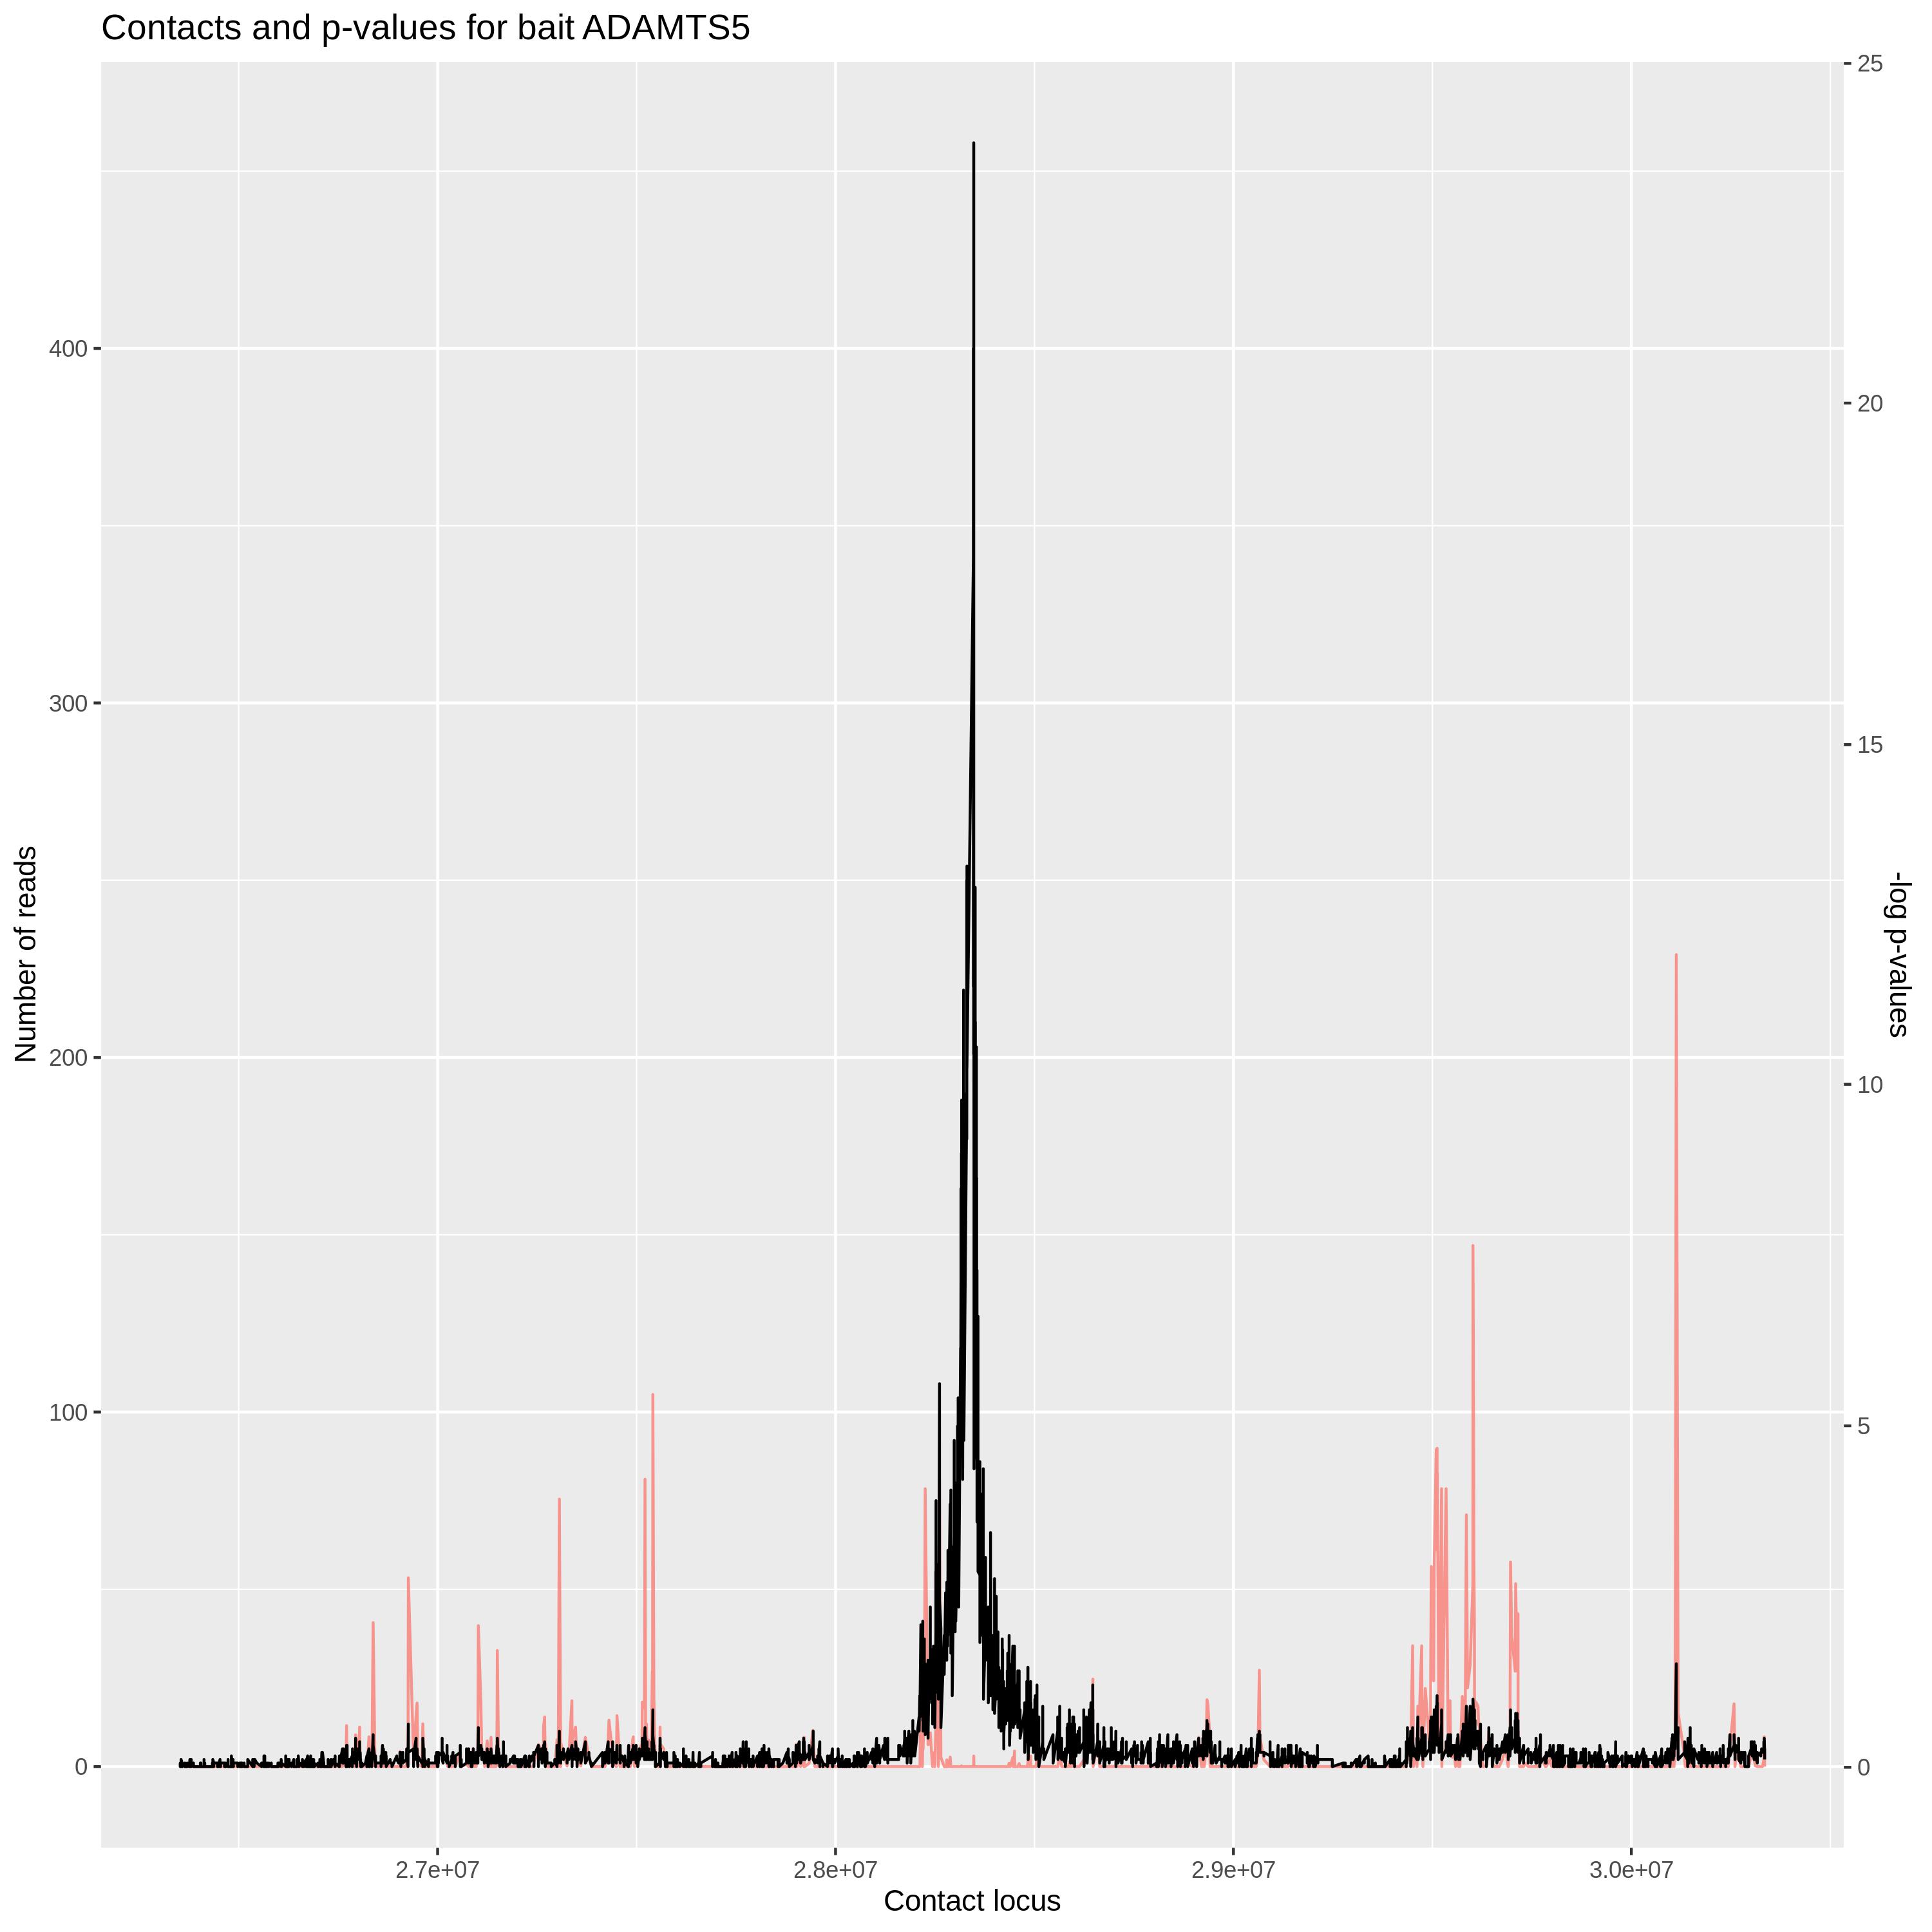 Contacts and p-values for bait ADAMTS5
Number of reads
400
300
200
100
0
25
20
15
10
5
0
-log p-values
2.7e+07
2.8e+07
2.9e+07
3.0e+07
Contact locus